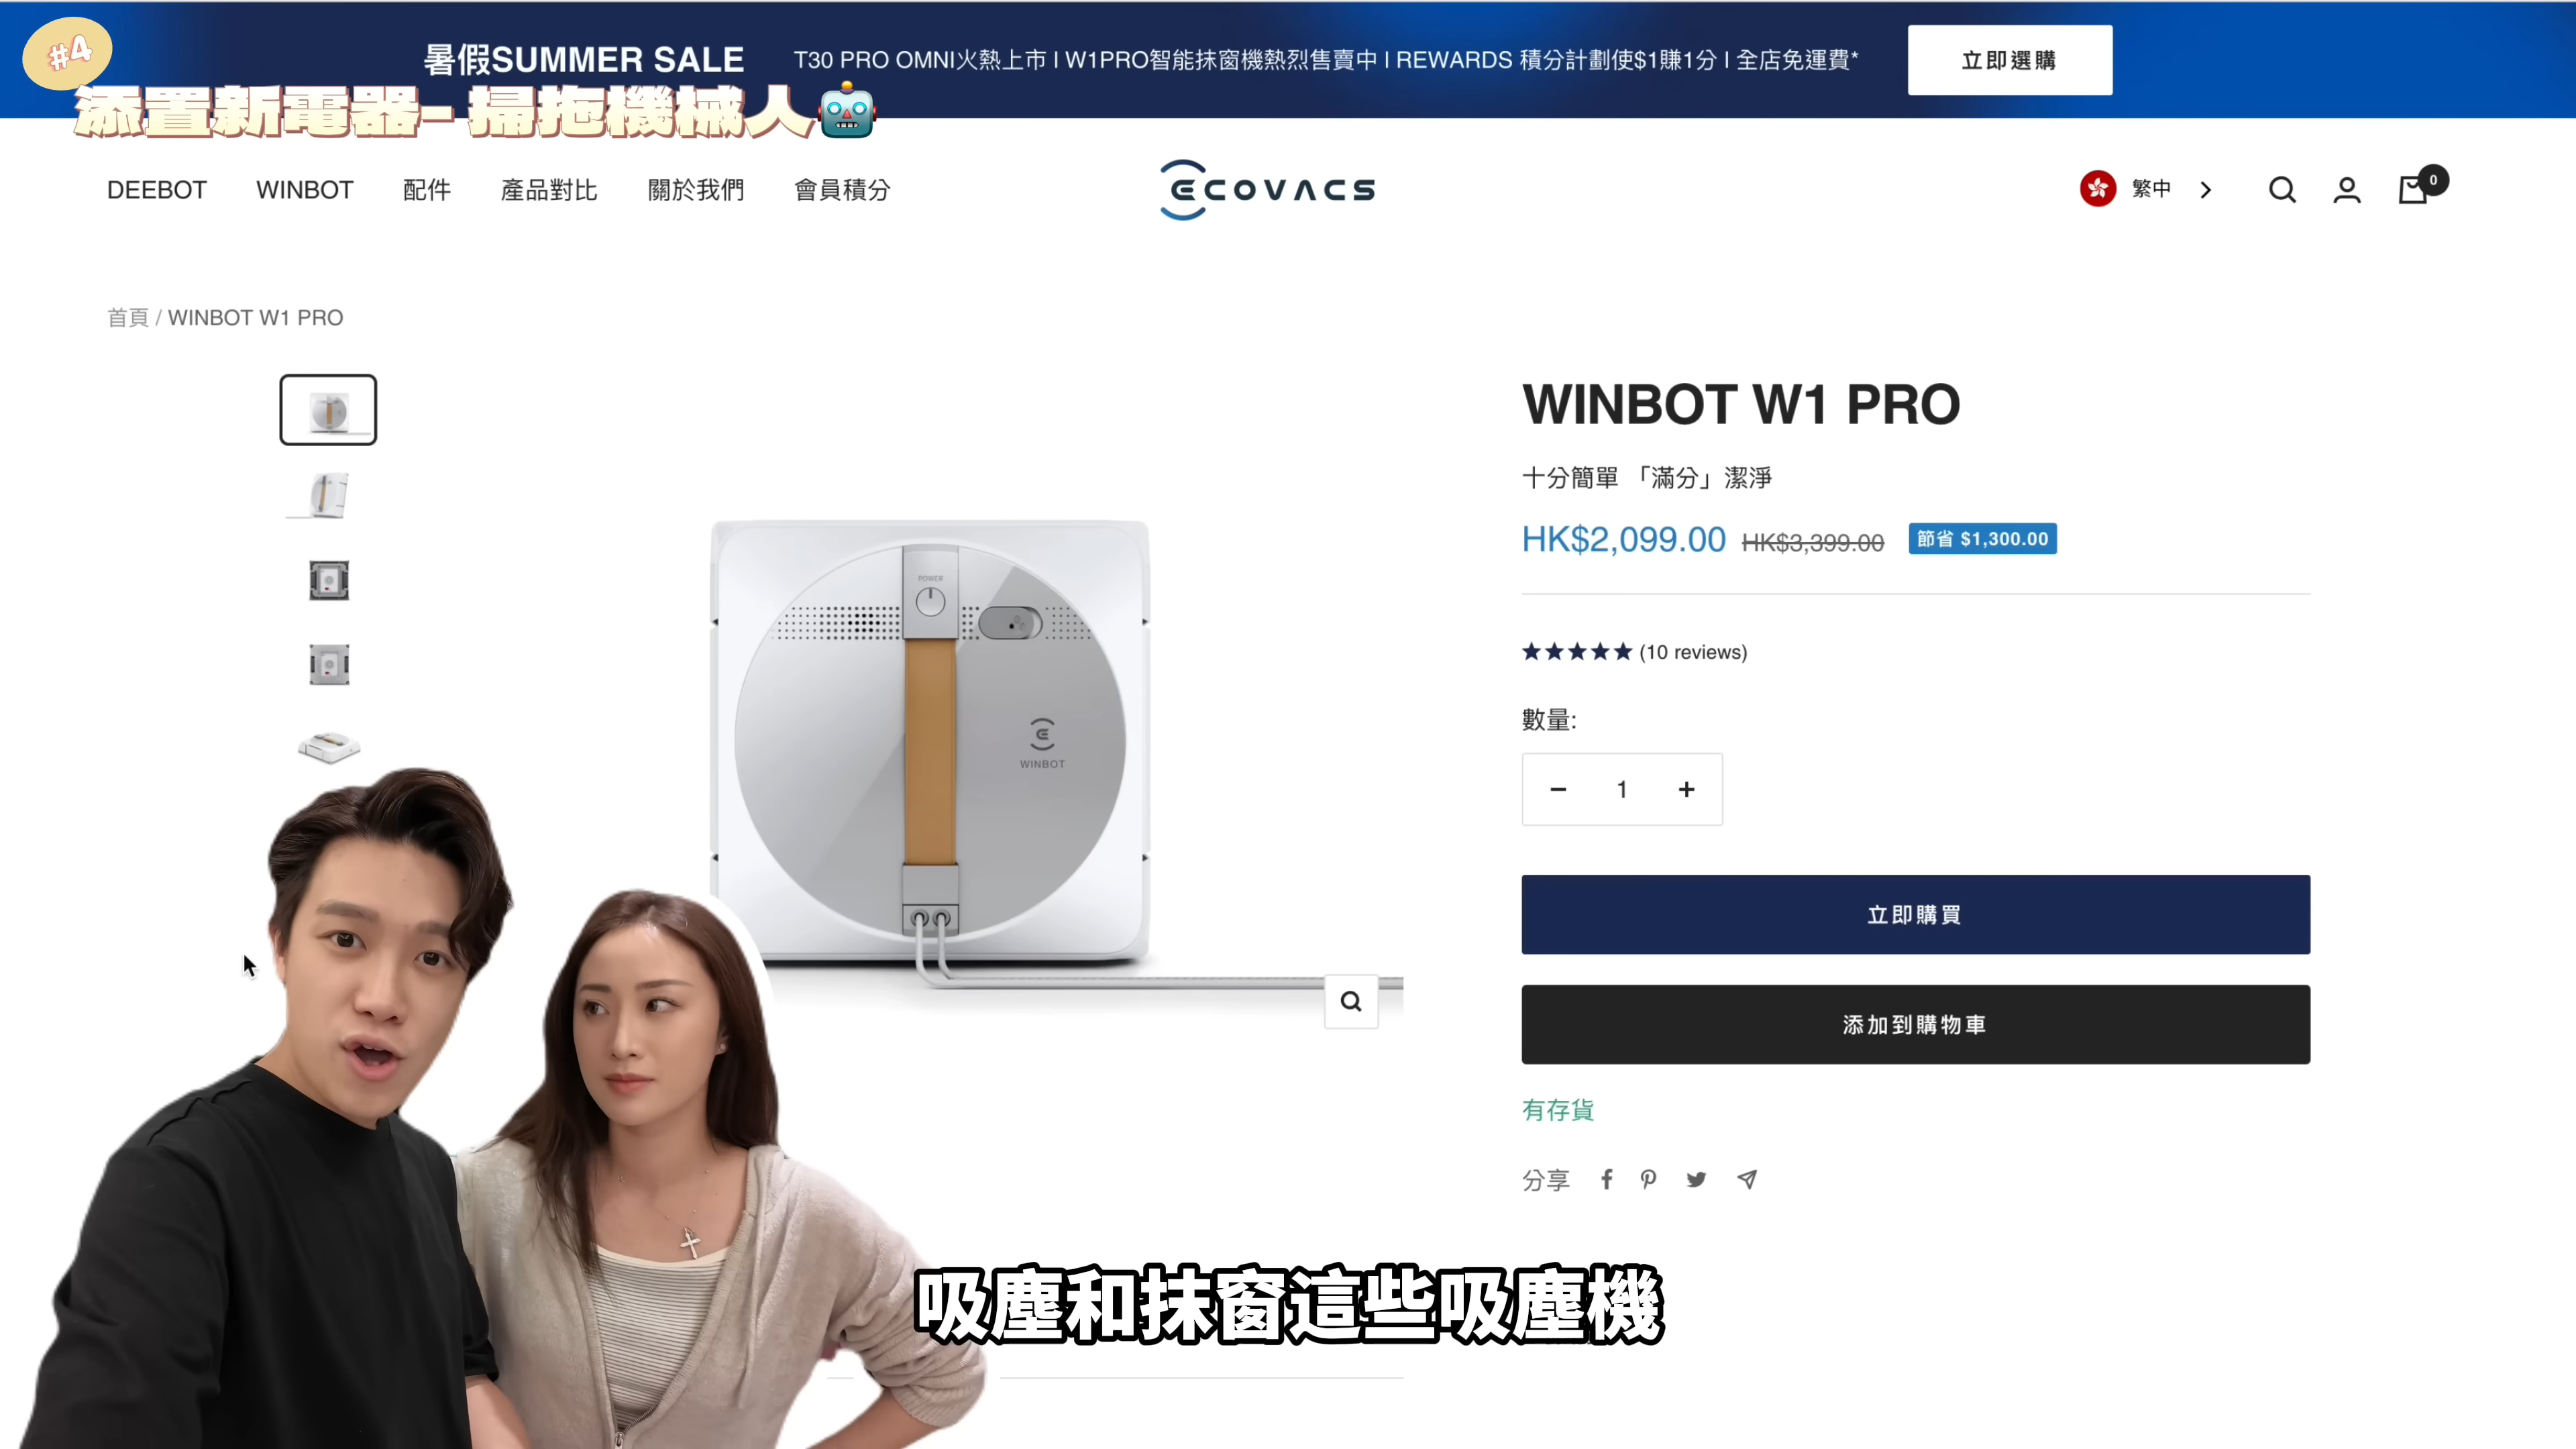 #4
暑假SUMMER SALE
T30 PRO OMNI火熱上市 | W1PRO智能抹窗機熱烈售賣中 | REWARDS 積分計劃使$1賺1分 | 全店免運費*
立即選購
添置新電器- 掃拖機械人🤖
DEEBOT WINBOT 配件 產品對比 關於我們 會員積分
ECOVACS
繁中
0
首頁 / WINBOT W1 PRO
WINBOT W1 PRO
十分簡單 「滿分」潔淨
HK$2,099.00 HK$3,399.00 節省 $1,300.00
POWER
WINBOT
★★★★★ (10 reviews)
數量:
− 1 +
立即購買
添加到購物車
有存貨
分享
吸塵和抹窗這些吸塵機